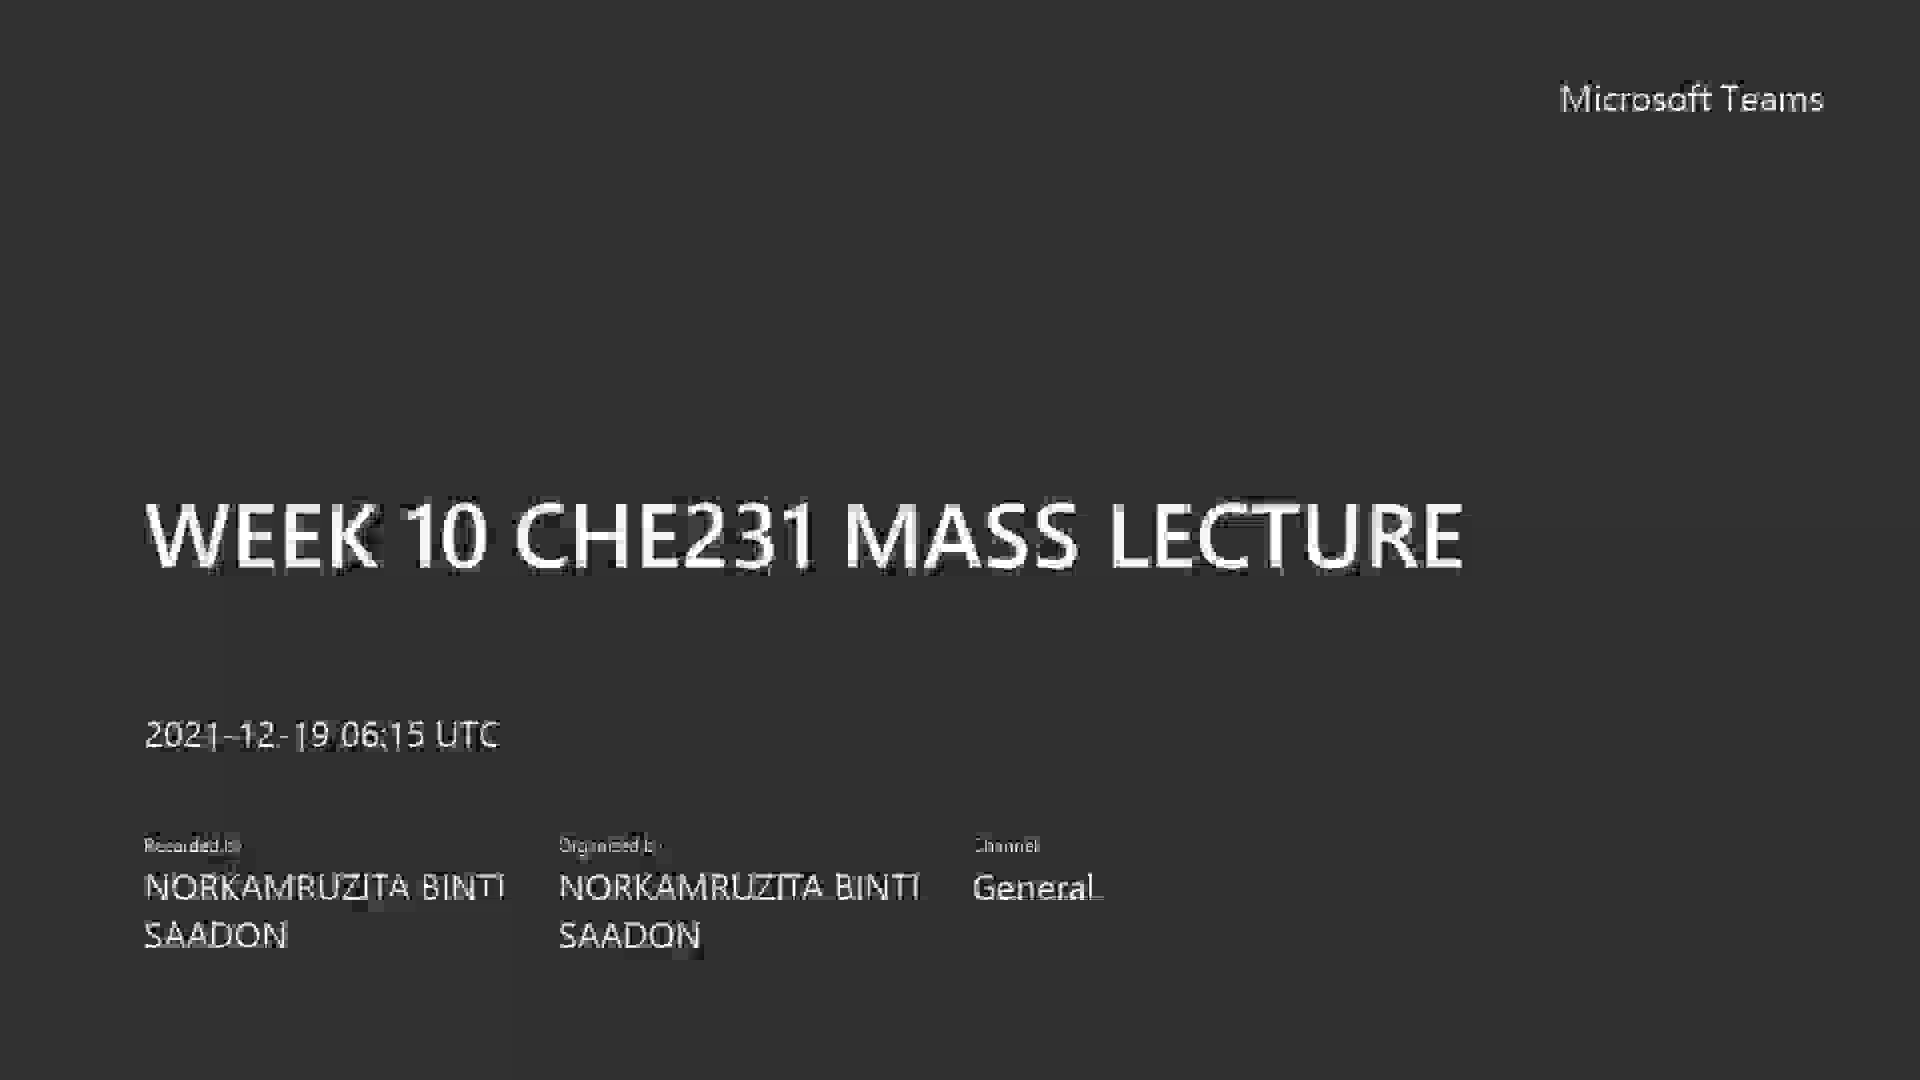 Microsoft Teams
WEEK 10 CHE231 MASS LECTURE
2021-12-19 06:15 UTC
Recorded by
Organized by
Channel
NORKAMRUZITA BINTI
SAADON
NORKAMRUZITA BINTI
SAADON
General